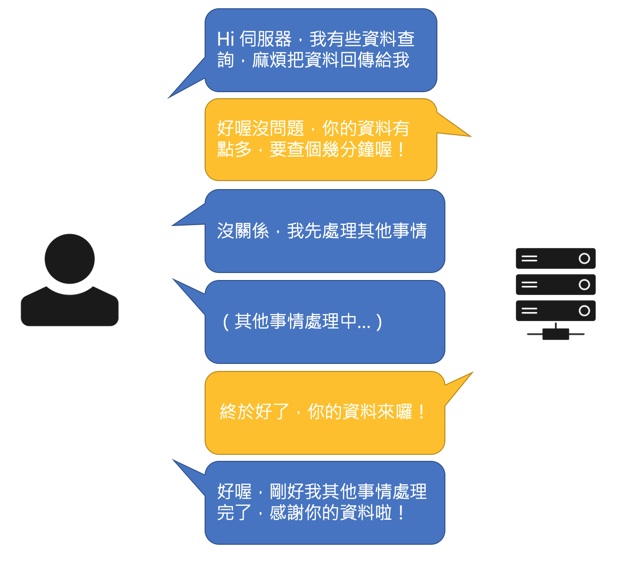 Hi 伺服器，我有些資料查
詢，麻煩把資料回傳給我
好喔沒問題，你的資料有
點多，要查個幾分鐘喔！
沒關係，我先處理其他事情
（其他事情處理中...）
終於好了，你的資料來囉！
好喔，剛好我其他事情處理
完了，感謝你的資料啦！